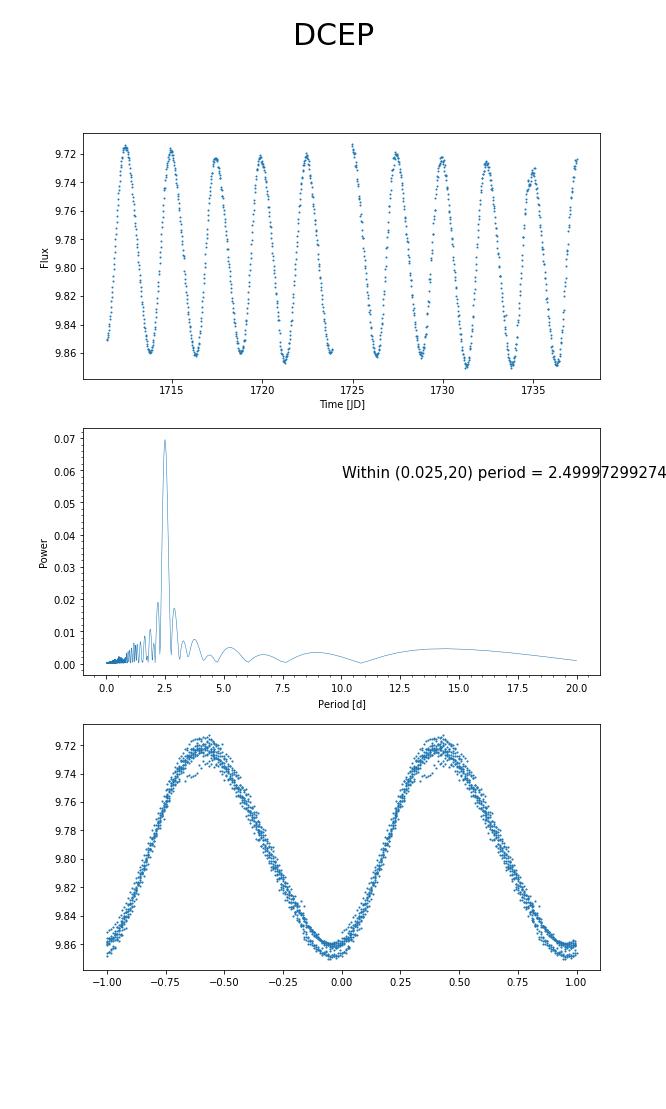 DCEP
9.72
9.74
9.76
9.78
9.80
9.82
9.84
9.86
Flux
1715 1720 1725 1730 1735
Time [JD]
0.07
0.06
0.05
0.04
0.03
0.02
0.01
0.00
Power
Within (0.025,20) period = 2.49997299274
0.0 2.5 5.0 7.5 10.0 12.5 15.0 17.5 20.0
Period [d]
9.72
9.74
9.76
9.78
9.80
9.82
9.84
9.86
−1.00 −0.75 −0.50 −0.25 0.00 0.25 0.50 0.75 1.00